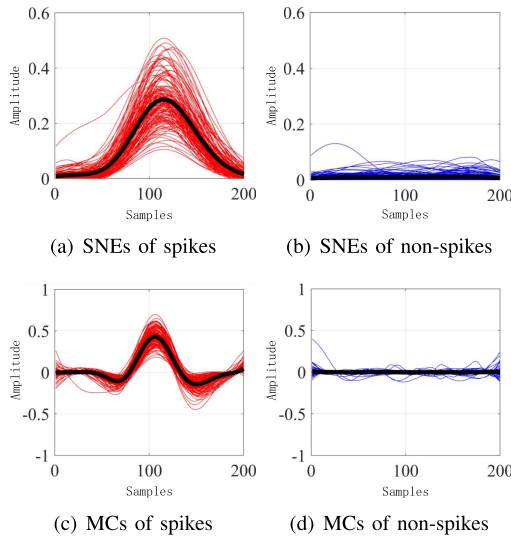 0.6
0.4
0.2
0
Amplitude
0 100 200
Samples
(a) SNEs of spikes
0.6
0.4
0.2
0
Amplitude
0 100 200
Samples
(b) SNEs of non-spikes
1
0.5
0
-0.5
-1
Amplitude
0 100 200
Samples
(c) MCs of spikes
1
0.5
0
-0.5
-1
Amplitude
0 100 200
Samples
(d) MCs of non-spikes